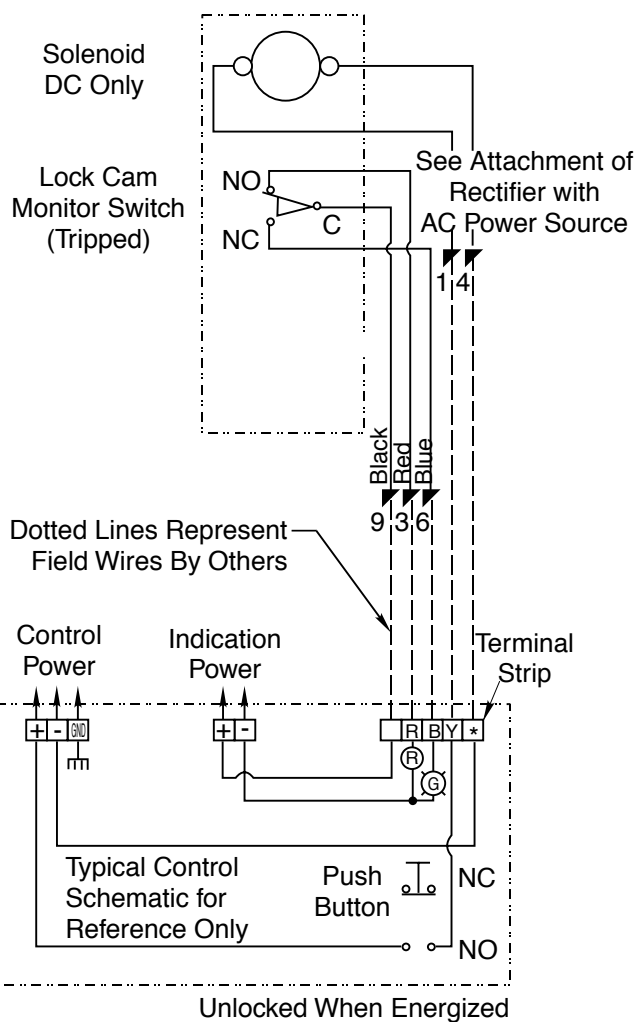 Solenoid
DC Only
Lock Cam
Monitor Switch
(Tripped)
NO
C
NC
See Attachment of
Rectifier with
AC Power Source
1 4
Black
Red
Blue
9 3 6
Dotted Lines Represent
Field Wires By Others
Control
Power
Indication
Power
Terminal
Strip
+ - GND
+ -
R B Y *
R
G
Typical Control
Schematic for
Reference Only
Push
Button
NC
NO
Unlocked When Energized